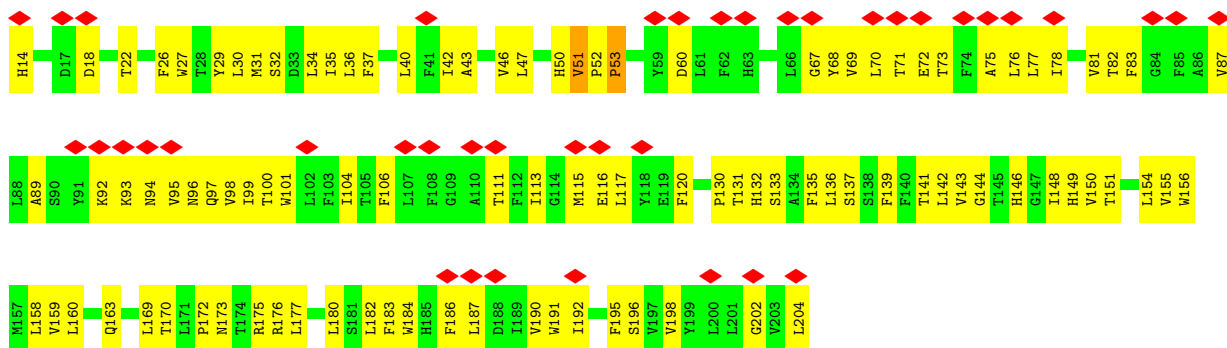 H14 D17 D18 T22 F26 W27 T28 Y29 L30 M31 S32 D33 L34 I35 L36 F37 L40 F41 I42 A43 V46 L47 H50 V51 P52 P53 Y59 D60 L61 F62 H63 L66 G67 Y68 V69 L70 T71 E72 T73 F74 A75 L76 L77 I78 V81 T82 F83 G84 F85 A86 V87
L88 A89 S90 Y91 K92 K93 N94 V95 N96 Q97 V98 I99 T100 W101 L102 F103 I104 T105 F106 L107 F108 G109 A110 T111 F112 I113 G114 M115 E116 L117 Y118 E119 F120 P130 T131 H132 S133 A134 F135 L136 S137 S138 F139 F140 T141 L142 V143 G144 T145 H146 G147 I148 H149 V150 T151 L154 V155 W156
M157 L158 V159 L160 Q163 L169 T170 L171 P172 N173 T174 R175 R176 L177 L180 S181 L182 F183 W184 H185 F186 L187 D188 I189 V190 W191 I192 F195 S196 V197 V198 Y199 L200 L201 G202 V203 L204